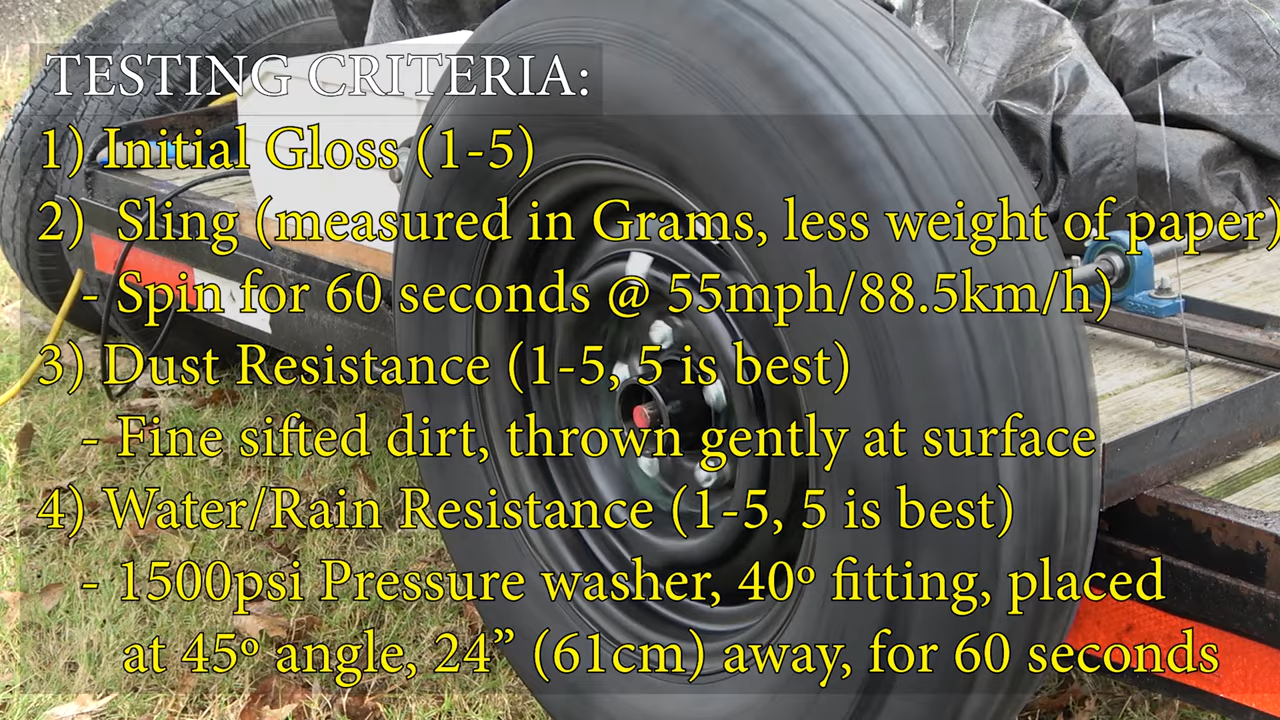 TESTING CRITERIA:
1) Initial Gloss (1-5)
2) Sling (measured in Grams, less weight of paper)
- Spin for 60 seconds @ 55mph/88.5km/h)
3) Dust Resistance (1-5, 5 is best)
- Fine sifted dirt, thrown gently at surface
4) Water/Rain Resistance (1-5, 5 is best)
- 1500psi Pressure washer, 40º fitting, placed
at 45º angle, 24” (61cm) away, for 60 seconds